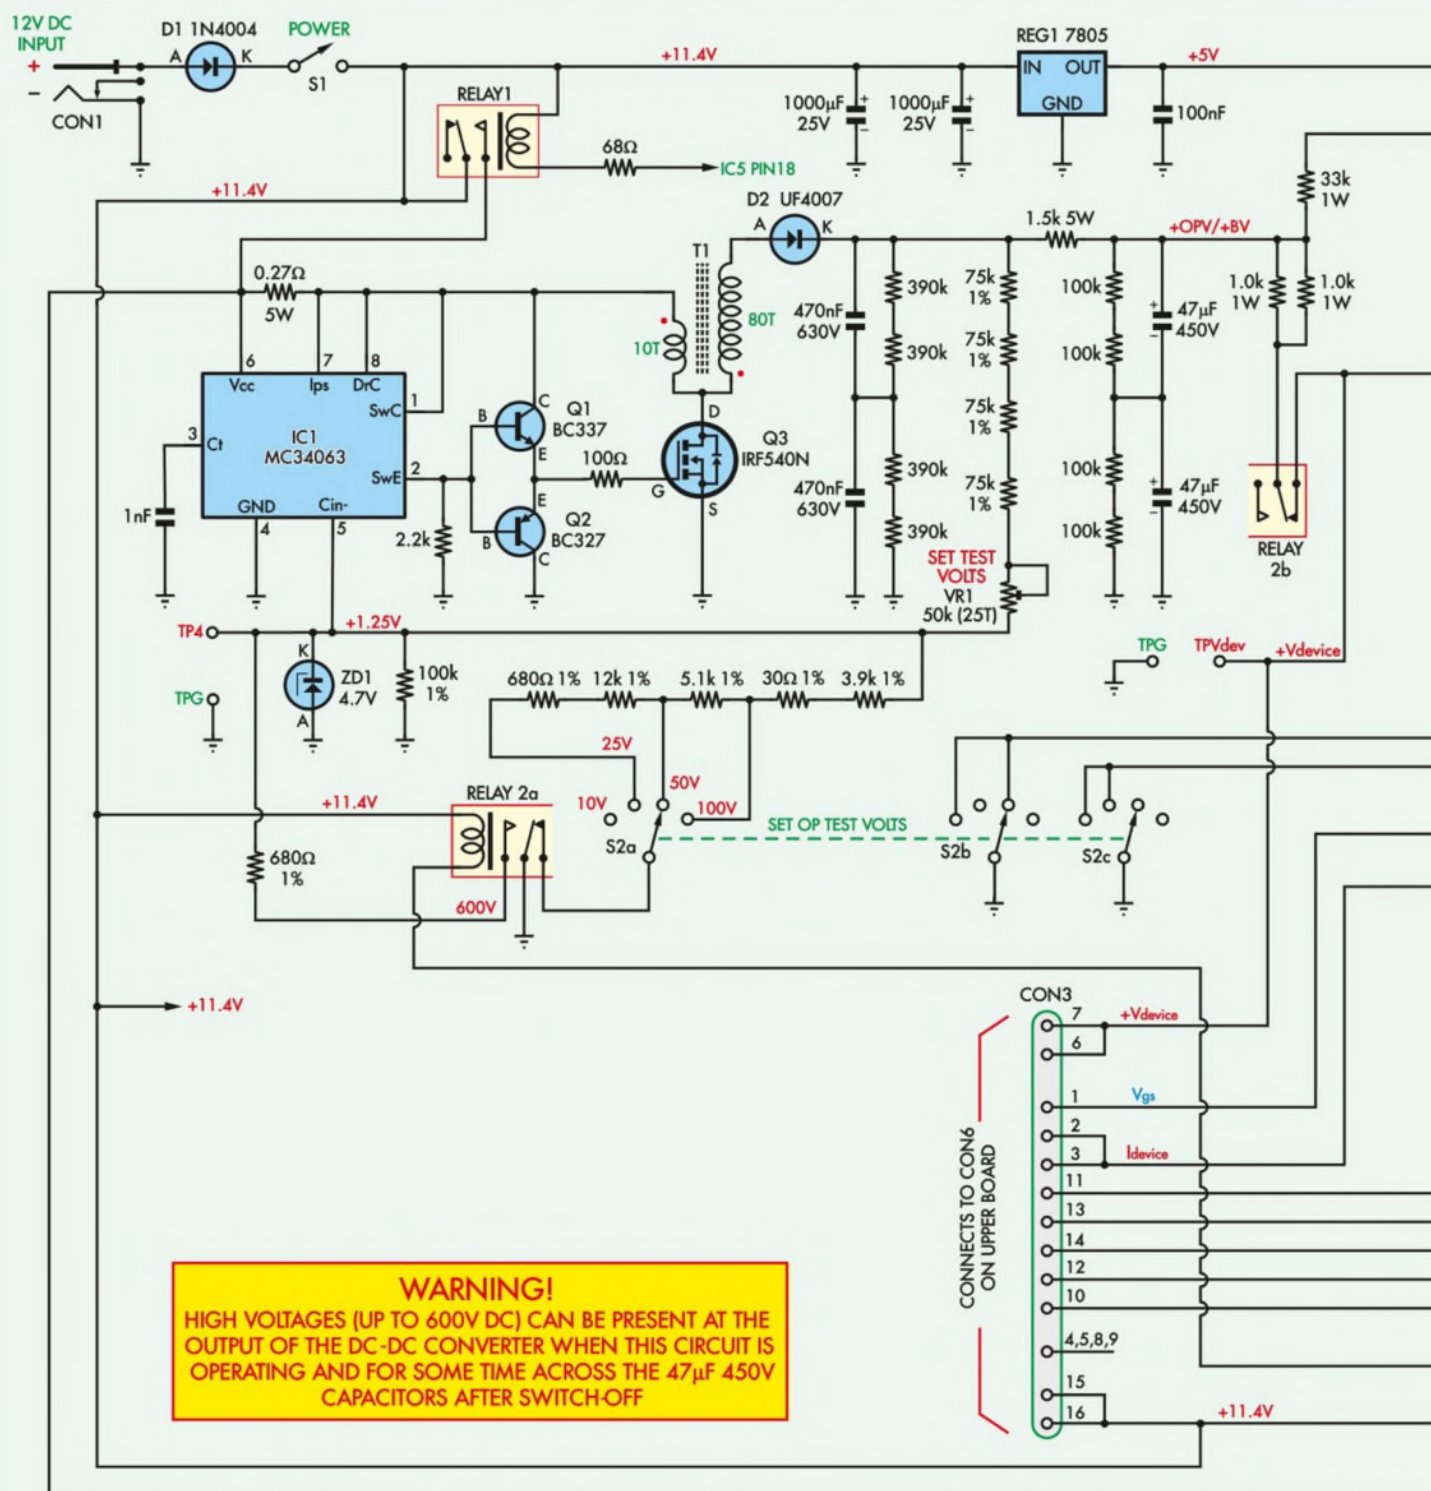 12V DC
INPUT
+
−
CON1
D1 1N4004
A
K
POWER
S1
+11.4V
REG1 7805
IN
OUT
GND
+5V
RELAY1
1000µF
25V
+
−
1000µF
25V
+
−
100nF
68Ω
IC5 PIN18
+11.4V
D2 UF4007
A
K
33k
1W
1.5k 5W
+OPV/+BV
T1
0.27Ω
5W
10T
80T
470nF
630V
390k
75k
1%
100k
+
47µF
450V
−
1.0k
1W
1.0k
1W
390k
75k
1%
100k
6
7
8
Vcc
Ips
DrC
SwC
1
3
Ct
IC1
MC34063
SwE
2
GND
Cin-
4
5
1nF
2.2k
B
C
Q1
BC337
E
100Ω
E
B
Q2
BC327
C
D
Q3
IRF540N
G
S
75k
1%
470nF
630V
390k
75k
1%
100k
+
47µF
450V
−
390k
100k
RELAY
2b
SET TEST
VOLTS
VR1
50k (25T)
TP4
+1.25V
K
ZD1
4.7V
A
100k
1%
TPG
680Ω 1%
12k 1%
5.1k 1%
30Ω 1%
3.9k 1%
TPG
TPVdev
+Vdevice
25V
50V
10V
100V
S2a
SET OP TEST VOLTS
S2b
S2c
+11.4V
RELAY 2a
680Ω
1%
600V
+11.4V
CON3
7
+Vdevice
6
1
Vgs
2
3
Idevice
11
13
14
12
10
4,5,8,9
15
16
+11.4V
CONNECTS TO CON6
ON UPPER BOARD
WARNING!
HIGH VOLTAGES (UP TO 600V DC) CAN BE PRESENT AT THE
OUTPUT OF THE DC-DC CONVERTER WHEN THIS CIRCUIT IS
OPERATING AND FOR SOME TIME ACROSS THE 47µF 450V
CAPACITORS AFTER SWITCH-OFF